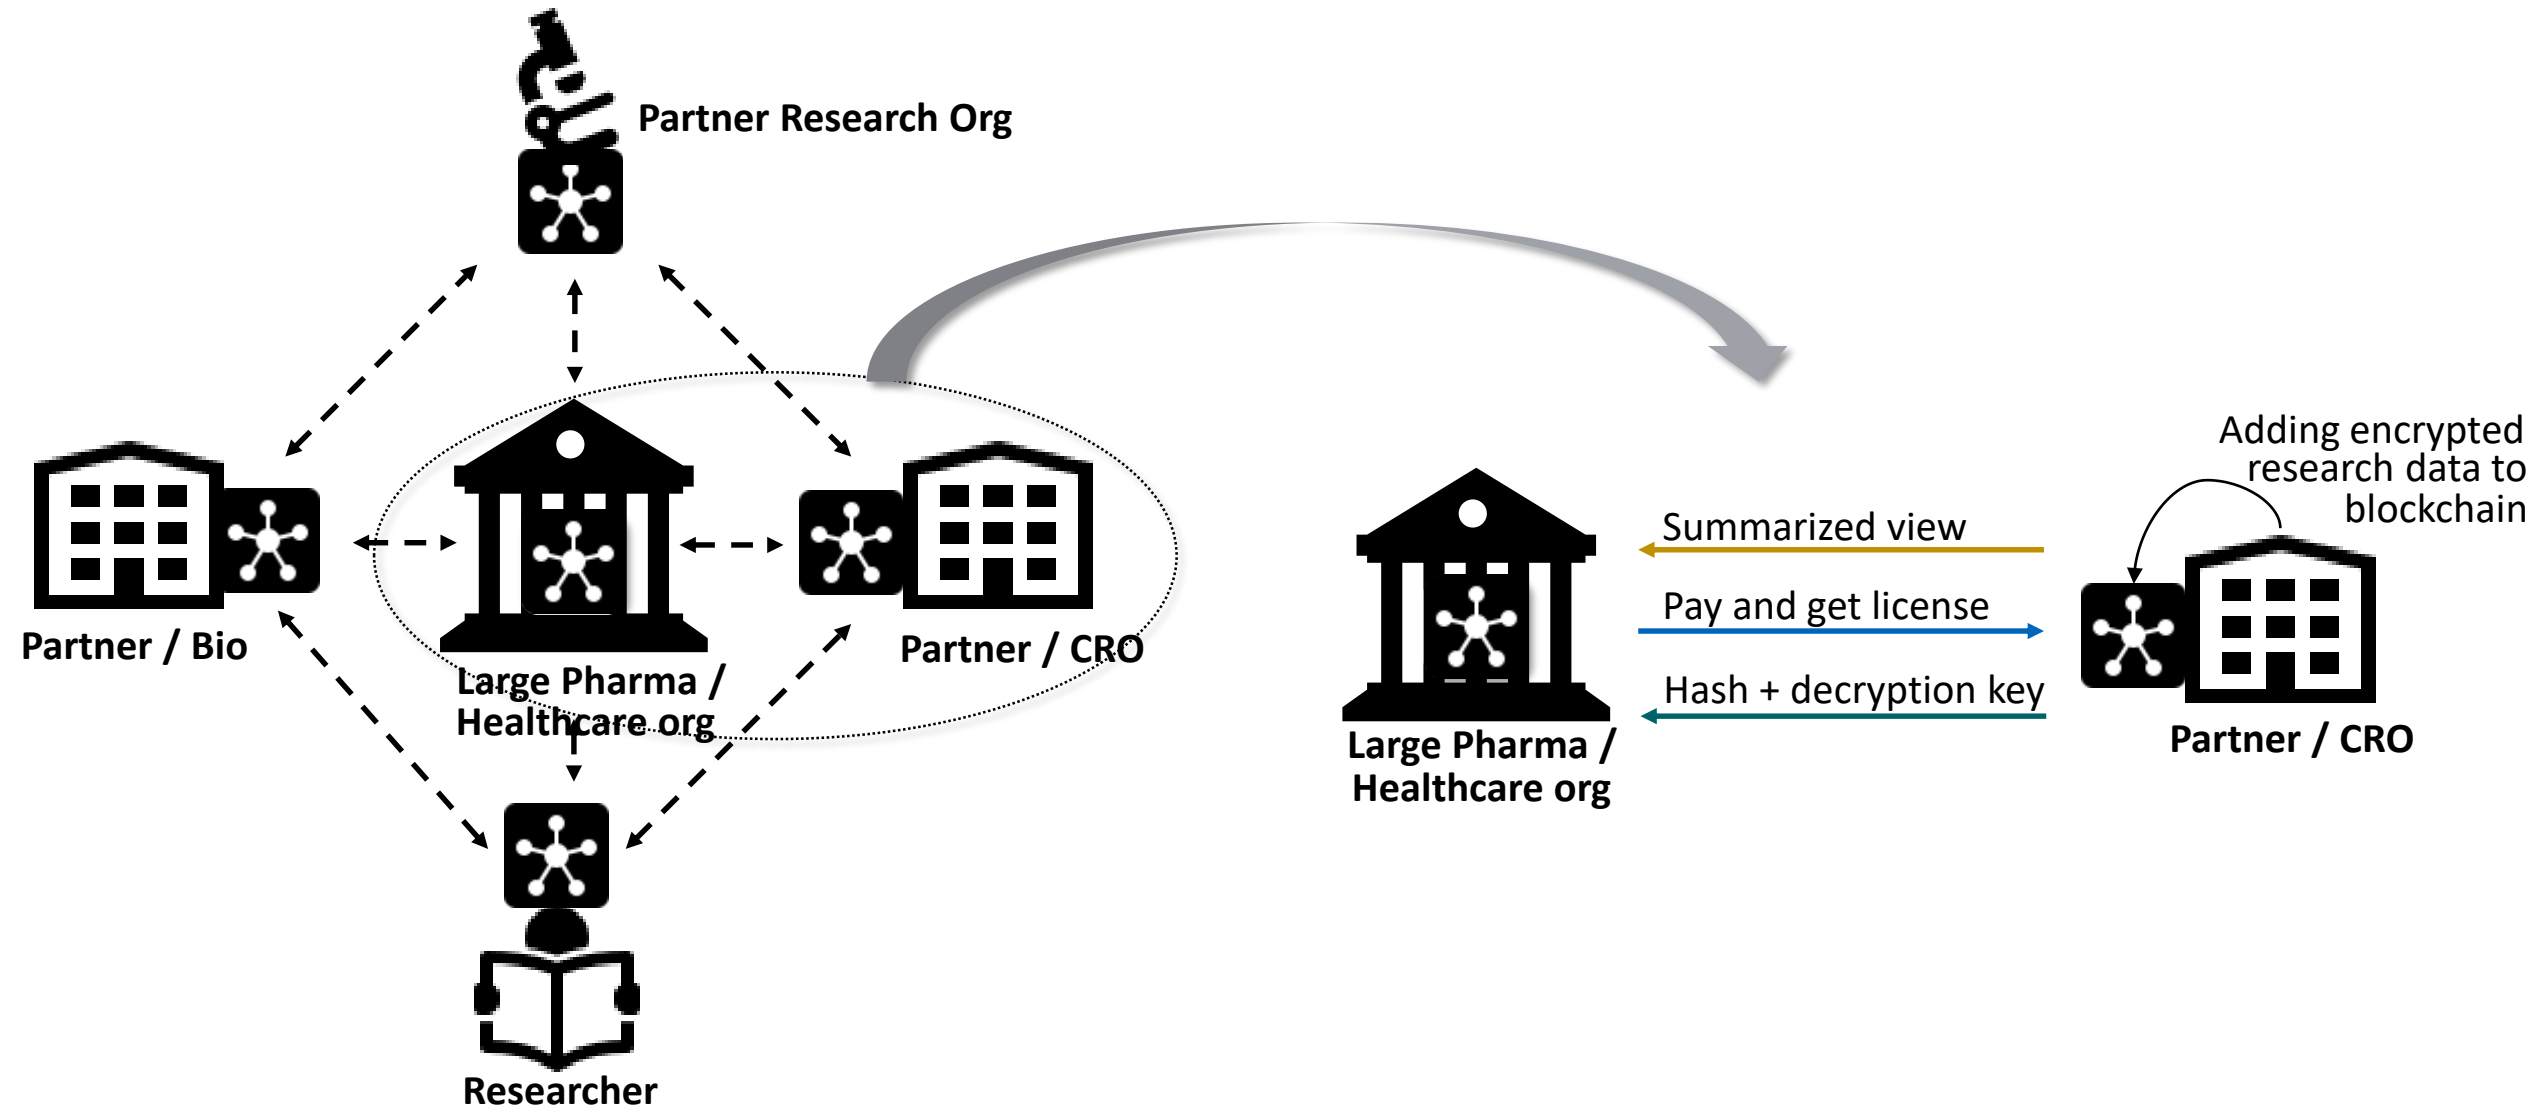 Partner Research Org
Partner / Bio
Large Pharma /
Healthcare org
Partner / CRO
Researcher
Adding encrypted
research data to
blockchain
Summarized view
Pay and get license
Hash + decryption key
Large Pharma /
Healthcare org
Partner / CRO